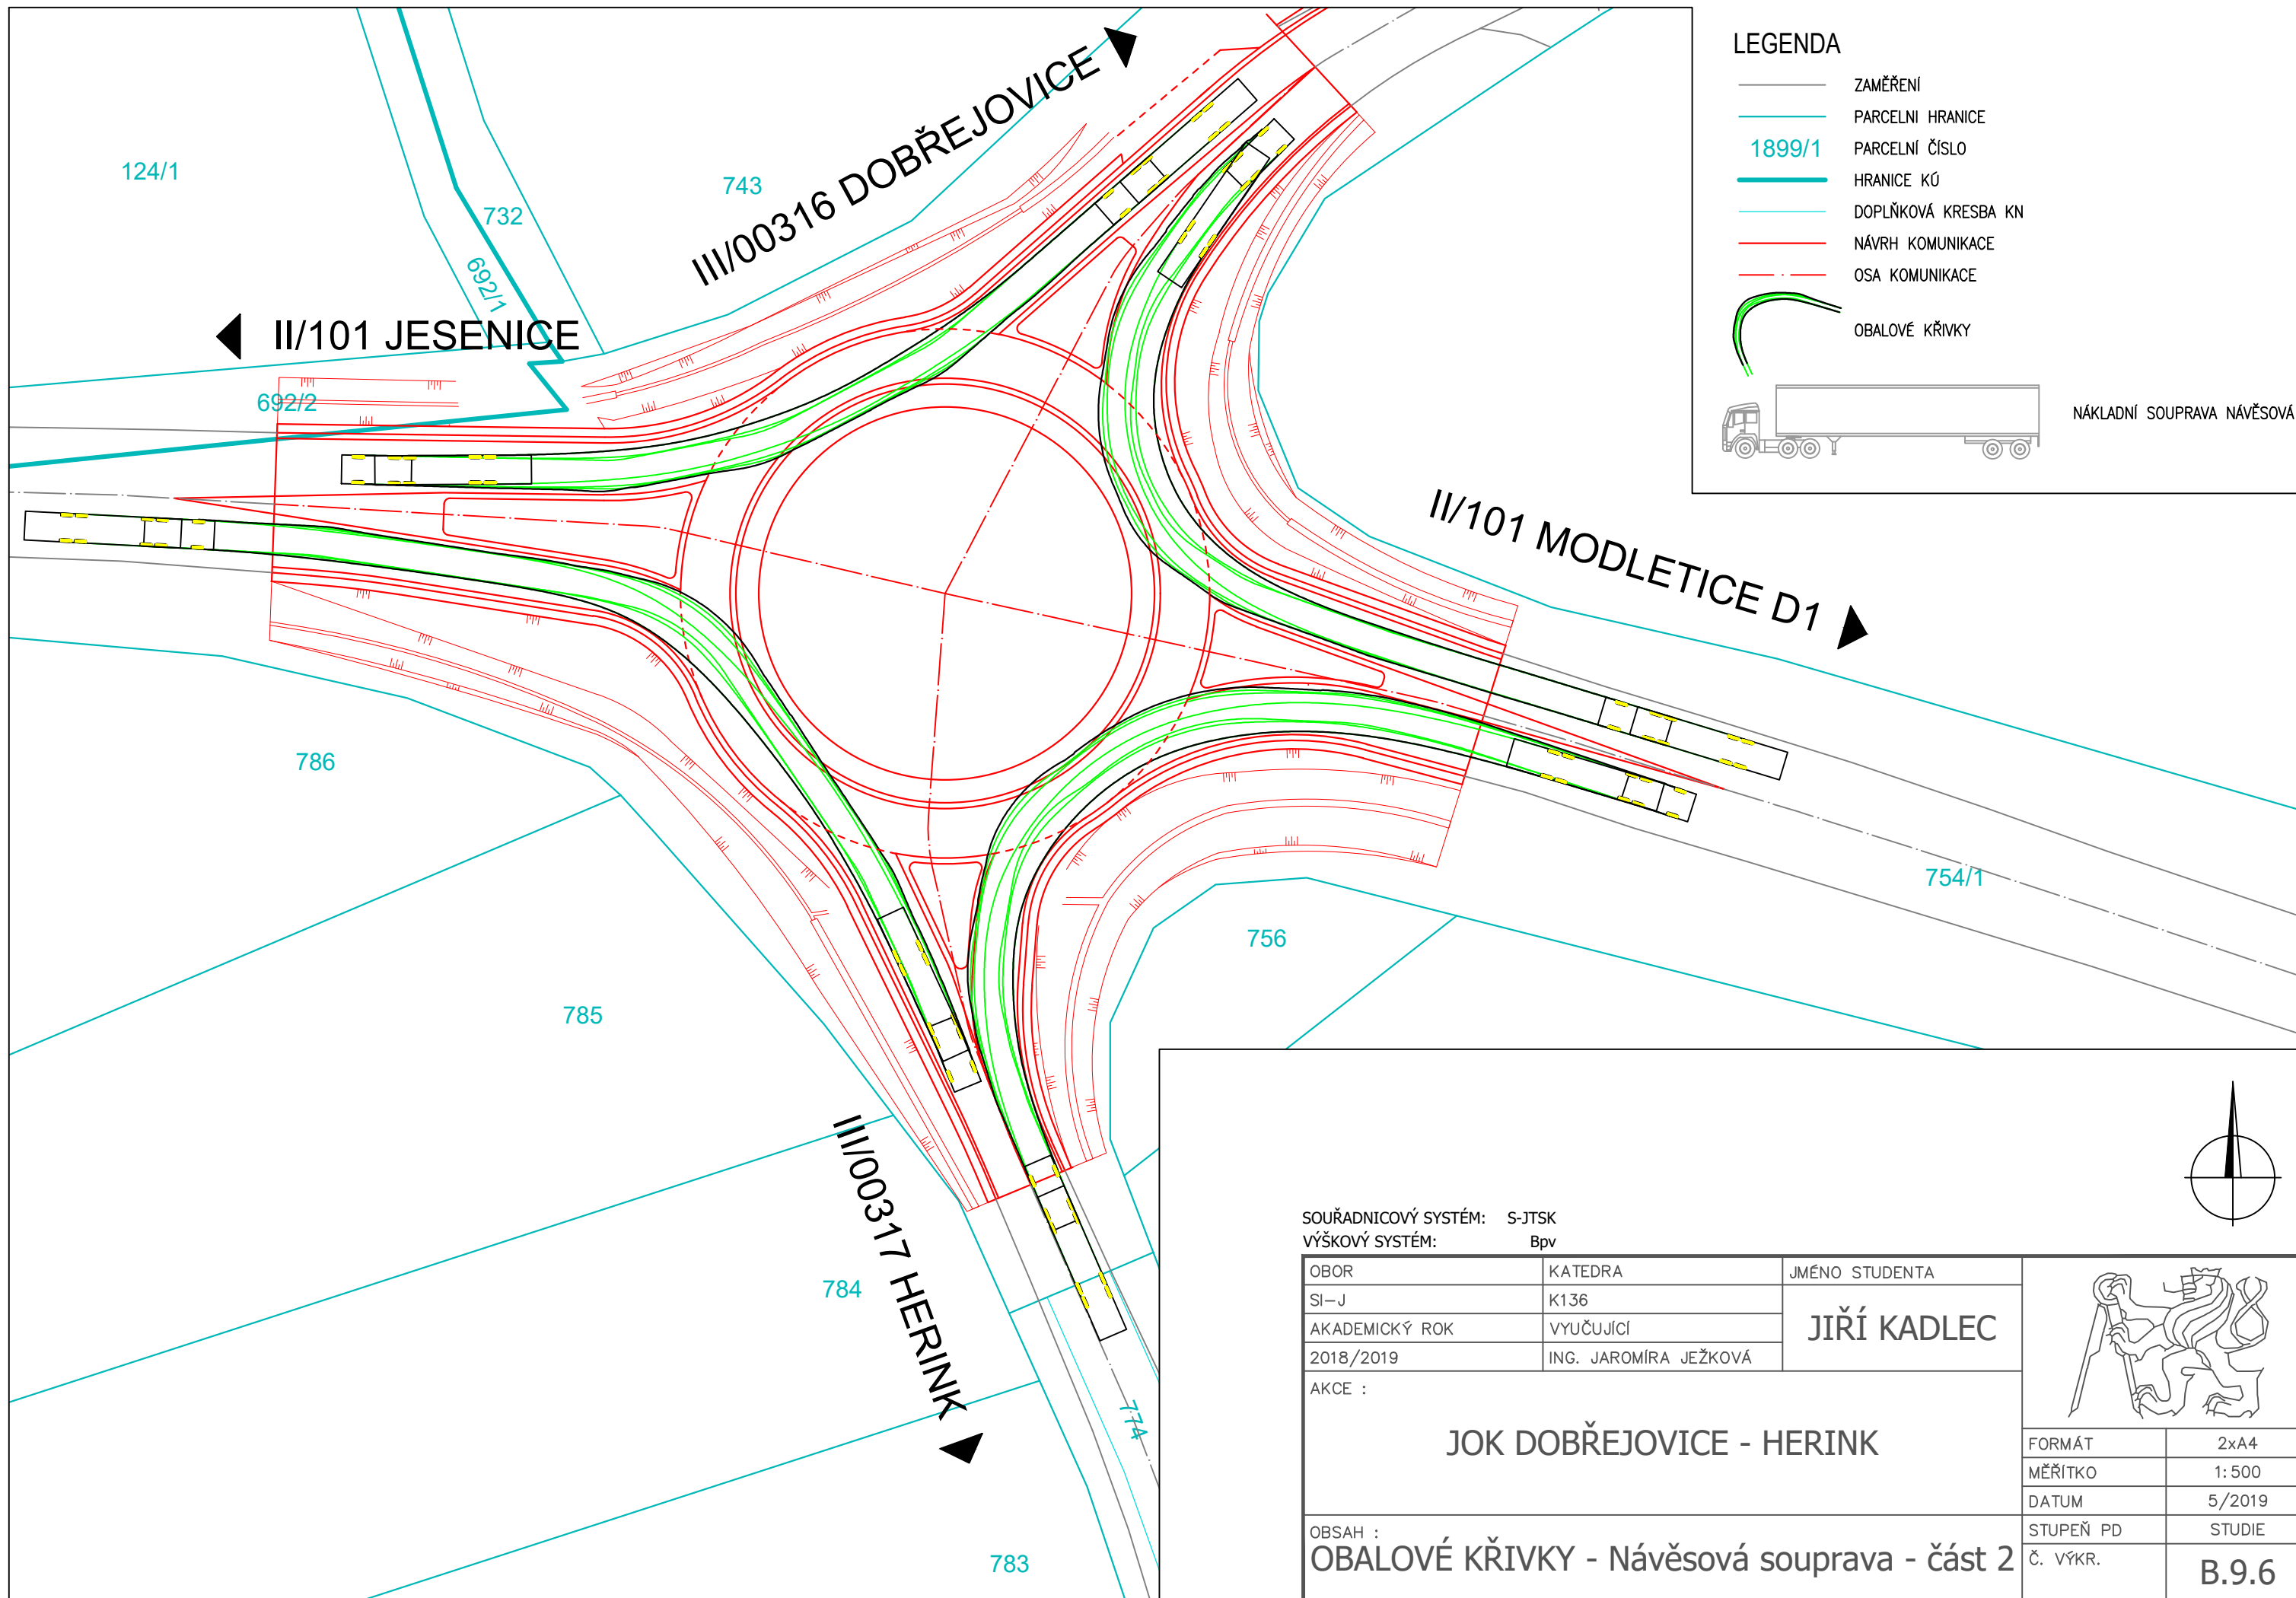 LEGENDA
ZAMĚŘENÍ
PARCELNI HRANICE
1899/1 PARCELNÍ ČÍSLO
HRANICE KÚ
DOPLŇKOVÁ KRESBA KN
NÁVRH KOMUNIKACE
OSA KOMUNIKACE
OBALOVÉ KŘIVKY
NÁKLADNÍ SOUPRAVA NÁVĚSOVÁ
124/1
732
743
692/1
III/00316 DOBŘEJOVICE
II/101 JESENICE
692/2
II/101 MODLETICE D1
786
754/1
756
785
III/00317 HERINK
784
774
783
SOUŘADNICOVÝ SYSTÉM: S-JTSK
VÝŠKOVÝ SYSTÉM: Bpv
OBOR KATEDRA JMÉNO STUDENTA
SI-J K136
JIŘÍ KADLEC
AKADEMICKÝ ROK VYUČUJÍCÍ
2018/2019 ING. JAROMÍRA JEŽKOVÁ
AKCE :
JOK DOBŘEJOVICE - HERINK
FORMÁT 2xA4
MĚŘÍTKO 1:500
DATUM 5/2019
STUPEŇ PD STUDIE
OBSAH :
OBALOVÉ KŘIVKY - Návěsová souprava - část 2
Č. VÝKR. B.9.6